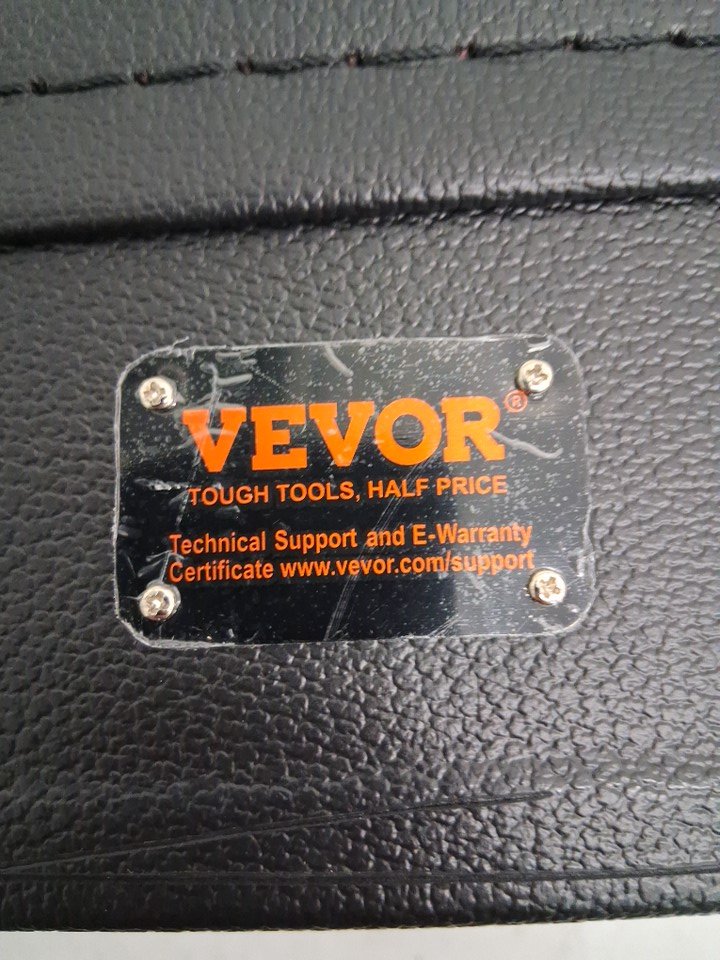 VEVOR®
TOUGH TOOLS, HALF PRICE
Technical Support and E-Warranty
Certificate www.vevor.com/support